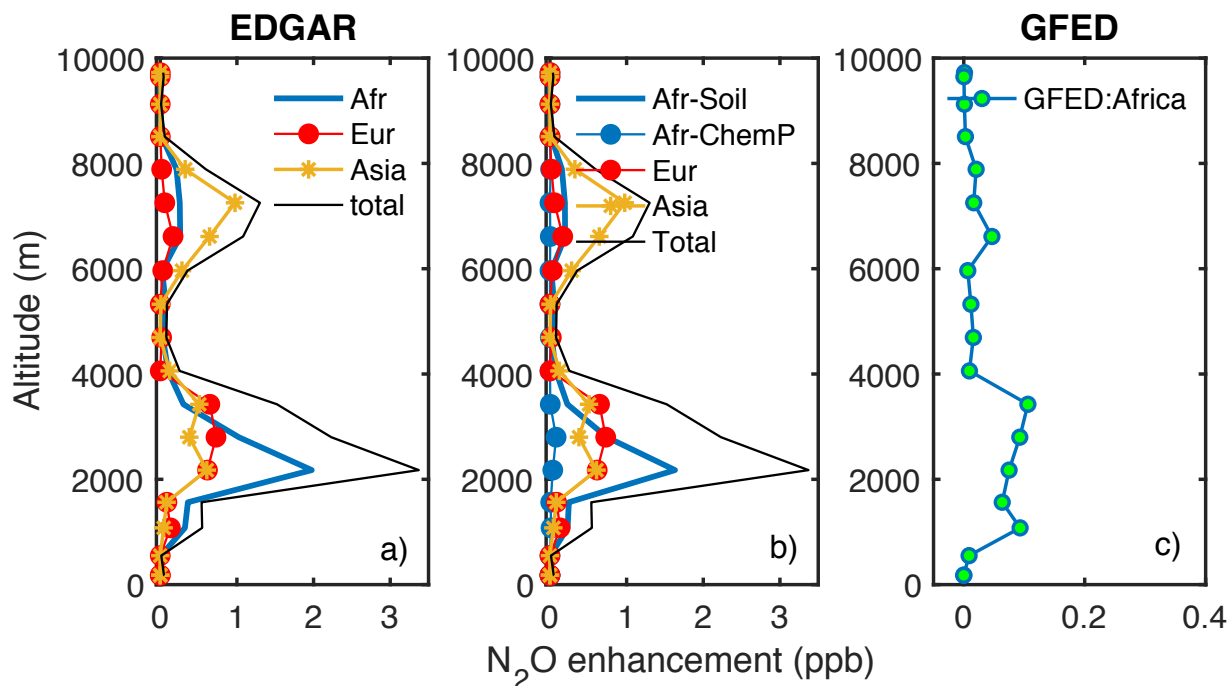 EDGAR
GFED
10000
8000
6000
4000
2000
0
0 1 2 3
Altitude (m)
Afr
Eur
Asia
total
a)
10000
8000
6000
4000
2000
0
0 1 2 3
Afr-Soil
Afr-ChemP
Eur
Asia
Total
b)
10000
8000
6000
4000
2000
0
0 0.2 0.4
GFED:Africa
c)
N₂O enhancement (ppb)